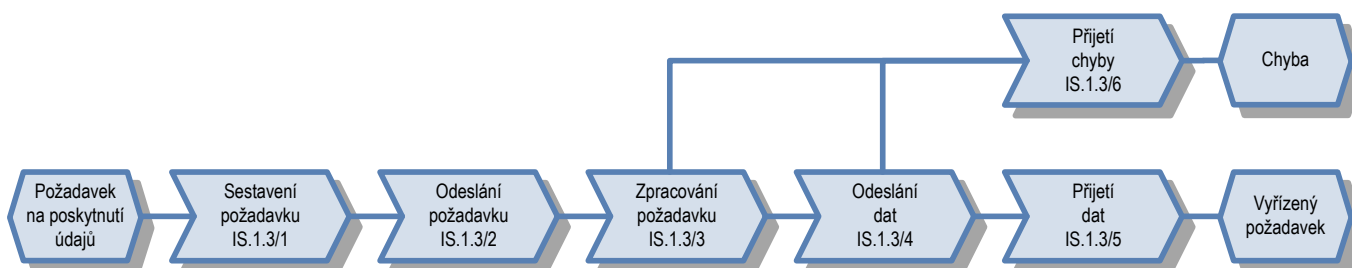 Přijetí
chyby
IS.1.3/6
Chyba
Požadavek
na poskytnutí
údajů
Sestavení
požadavku
IS.1.3/1
Odeslání
požadavku
IS.1.3/2
Zpracování
požadavku
IS.1.3/3
Odeslání
dat
IS.1.3/4
Přijetí
dat
IS.1.3/5
Vyřízený
požadavek